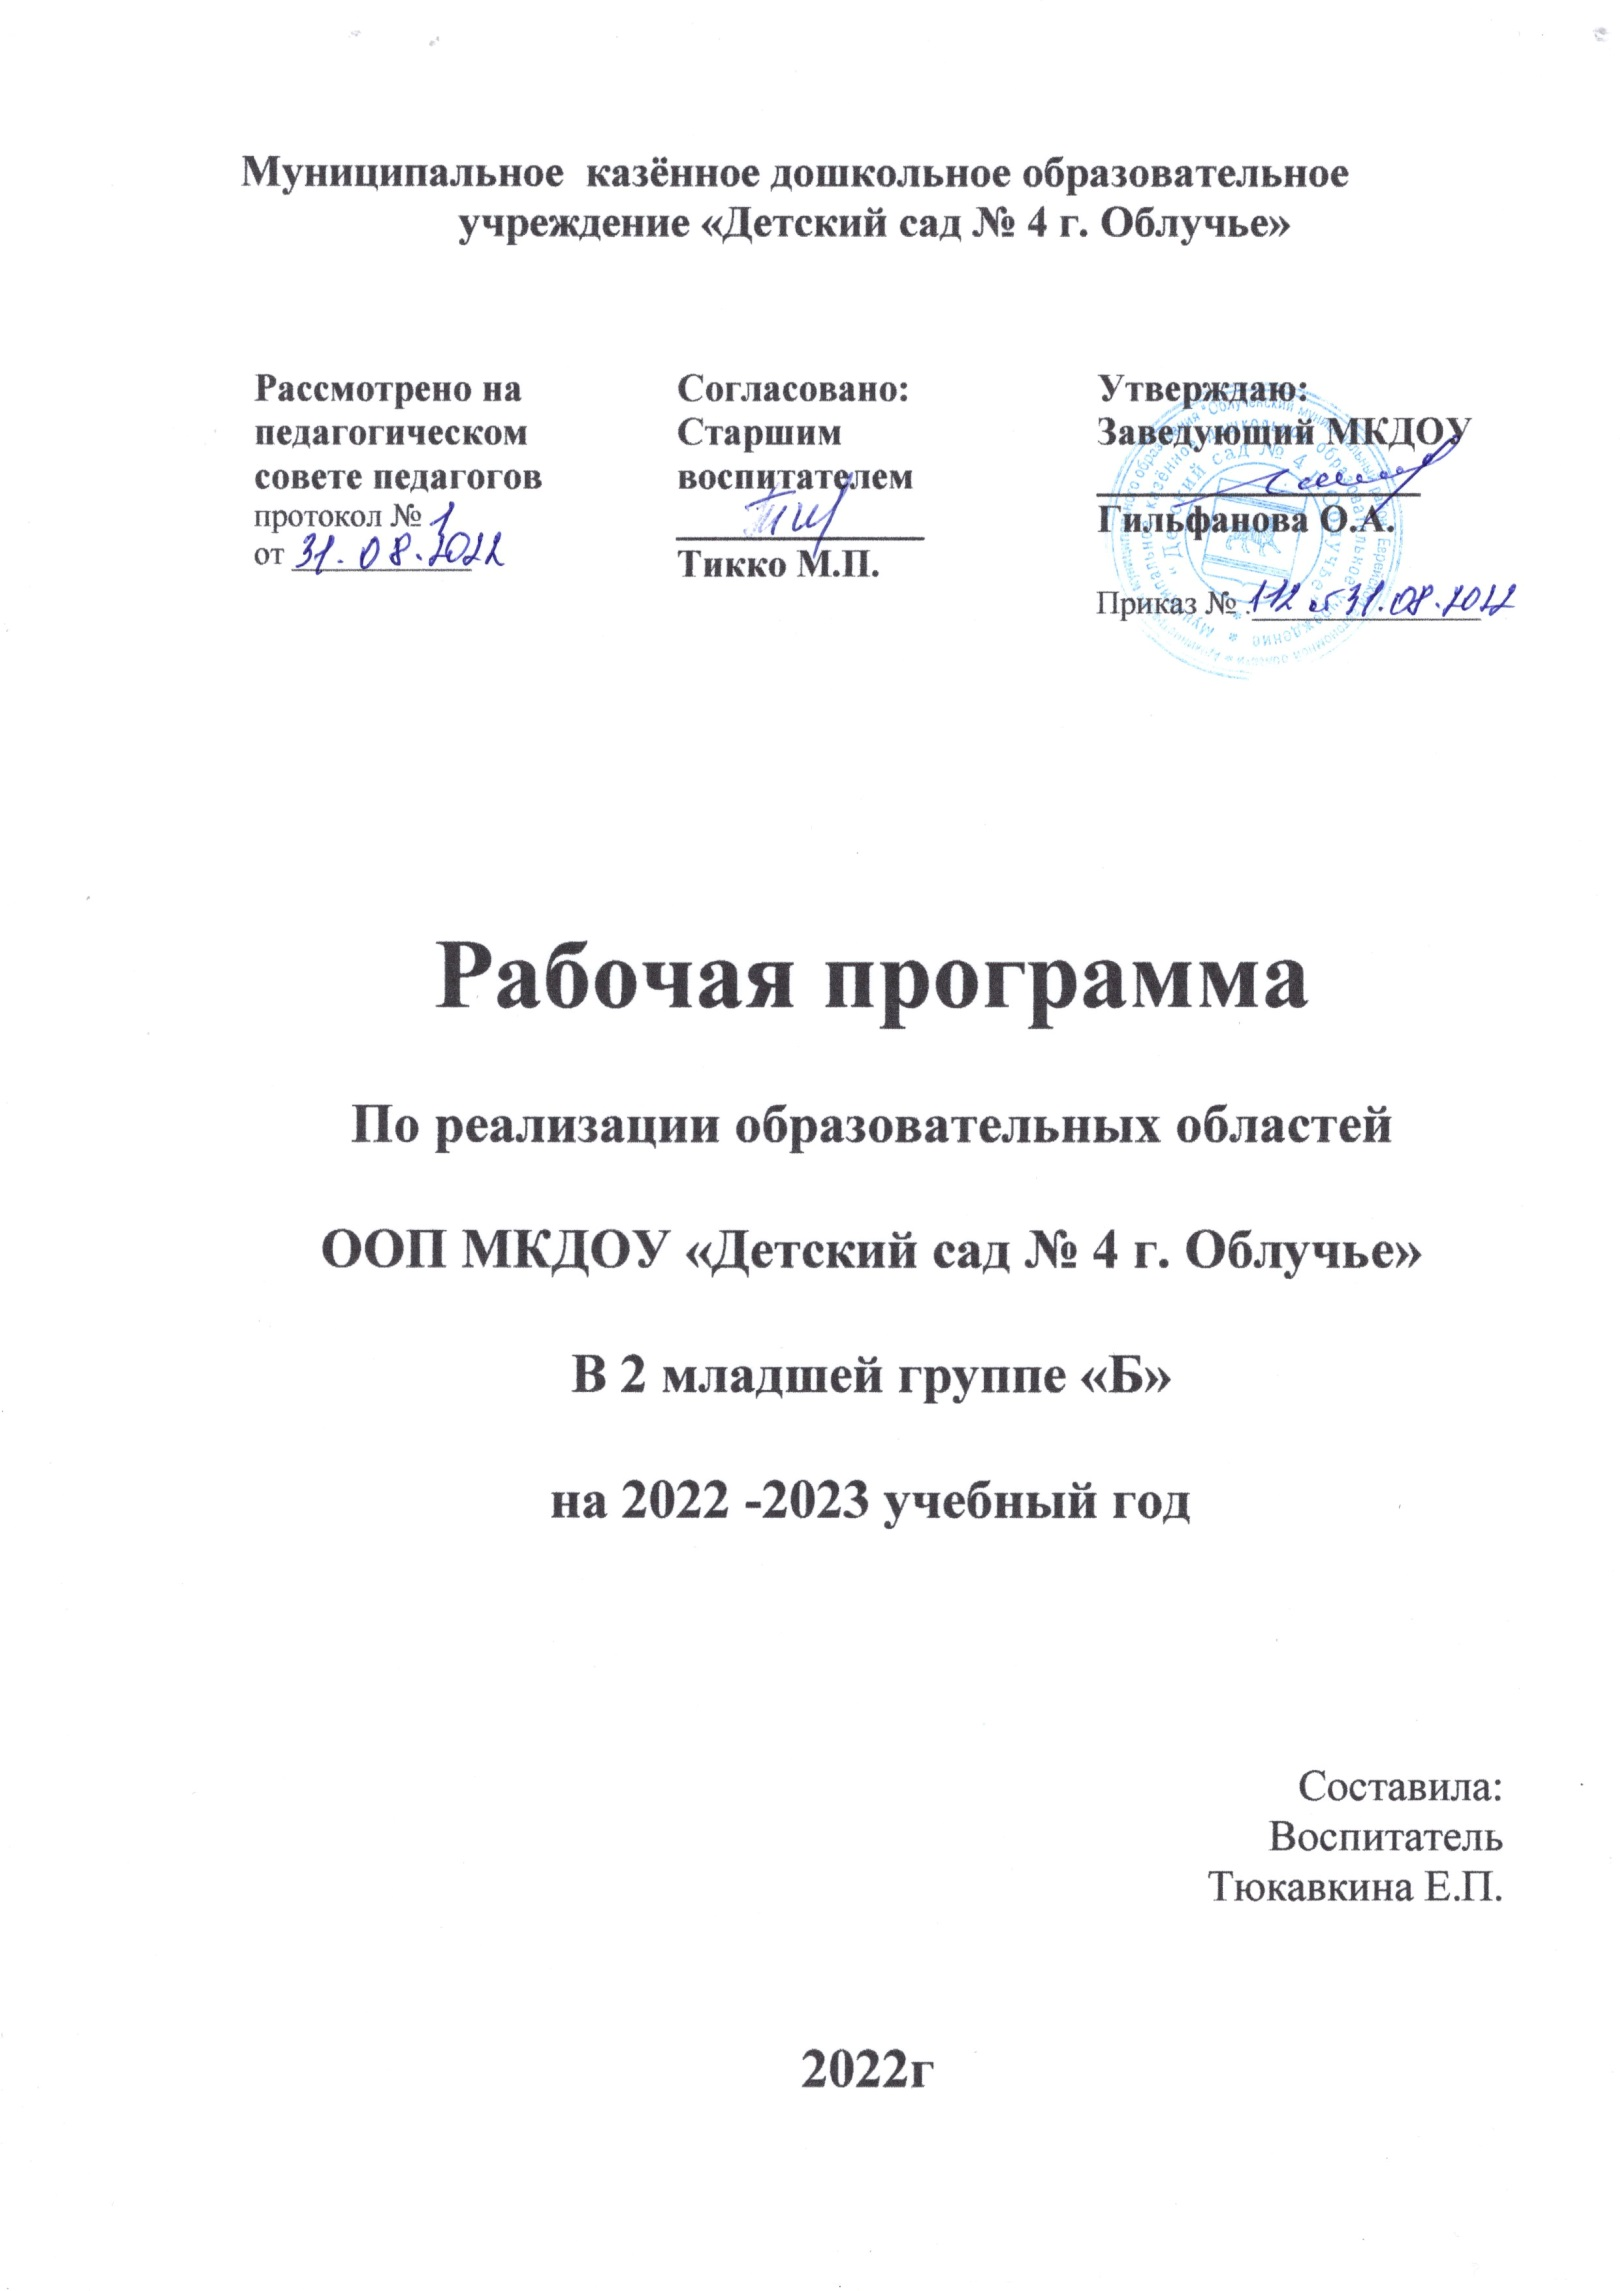 Муниципальное казённое дошкольное образовательное
учреждение «Детский сад № 4 г. Облучье»
Рассмотрено на
педагогическом
совете педагогов
протокол № 1
от 31.08.2022
Согласовано:
Старшим
воспитателем
Тикко М.П.
Утверждаю:
Заведующий МКДОУ
Гильфанова О.А.
Приказ № 112 от 31.08.2022
Рабочая программа
По реализации образовательных областей
ООП МКДОУ «Детский сад № 4 г. Облучье»
В 2 младшей группе «Б»
на 2022 -2023 учебный год
Составила:
Воспитатель
Тюкавкина Е.П.
2022г